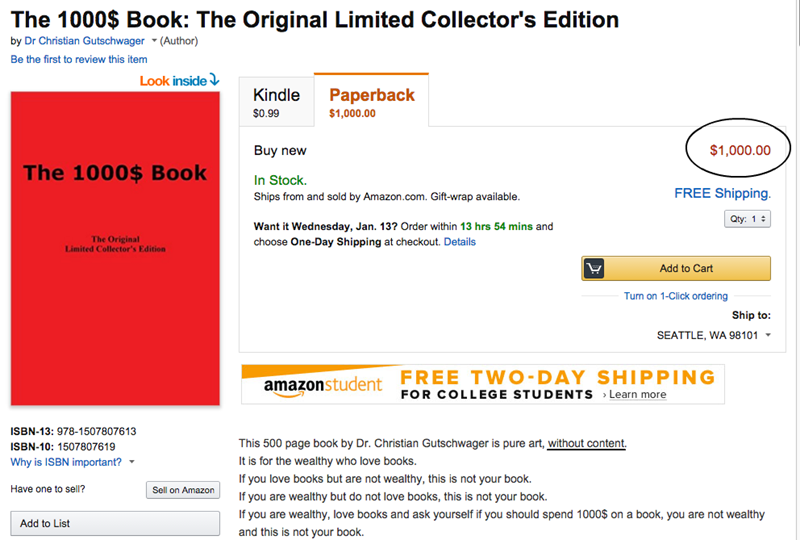 The 1000$ Book: The Original Limited Collector's Edition
by Dr Christian Gutschwager (Author)
Be the first to review this item
Look inside
The 1000$ Book
The Original
Limited Collector's Edition
ISBN-13: 978-1507807613
ISBN-10: 1507807619
Why is ISBN important?
Have one to sell?
Sell on Amazon
Add to List
Kindle
$0.99
Paperback
$1,000.00
Buy new
$1,000.00
In Stock.
Ships from and sold by Amazon.com. Gift-wrap available.
FREE Shipping.
Qty: 1
Want it Wednesday, Jan. 13? Order within 13 hrs 54 mins and
choose One-Day Shipping at checkout. Details
Add to Cart
Turn on 1-Click ordering
Ship to:
SEATTLE, WA 98101
amazonstudent
FREE TWO-DAY SHIPPING
FOR COLLEGE STUDENTS › Learn more
This 500 page book by Dr. Christian Gutschwager is pure art, without content.
It is for the wealthy who love books.
If you love books but are not wealthy, this is not your book.
If you are wealthy but do not love books, this is not your book.
If you are wealthy, love books and ask yourself if you should spend 1000$ on a book, you are not wealthy
and this is not your book.